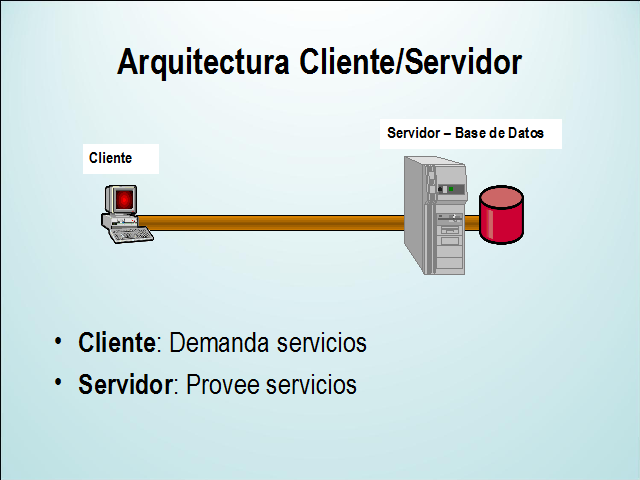 Arquitectura Cliente/Servidor
Servidor – Base de Datos
Cliente
• Cliente: Demanda servicios
• Servidor: Provee servicios